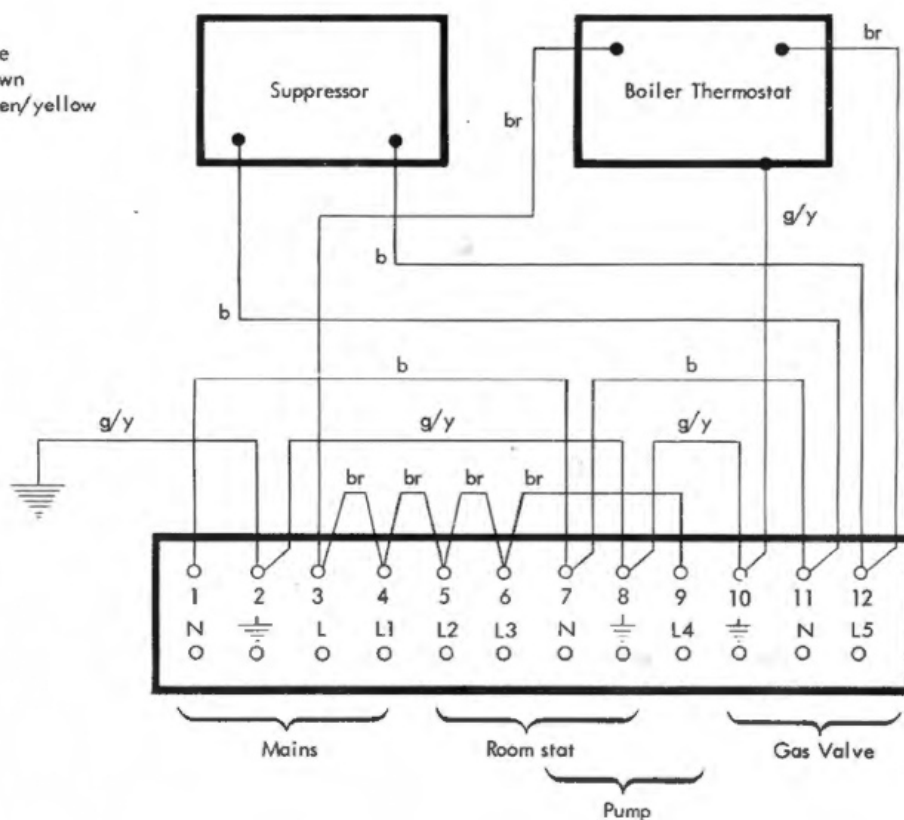 br
e
wn
en/yellow
Suppressor
Boiler Thermostat
br
g/y
b
b
b
b
g/y
g/y
g/y
br
br
br
br
1 2 3 4 5 6 7 8 9 10 11 12
N L L1 L2 L3 N L4 N L5
Mains
Room stat
Gas Valve
Pump